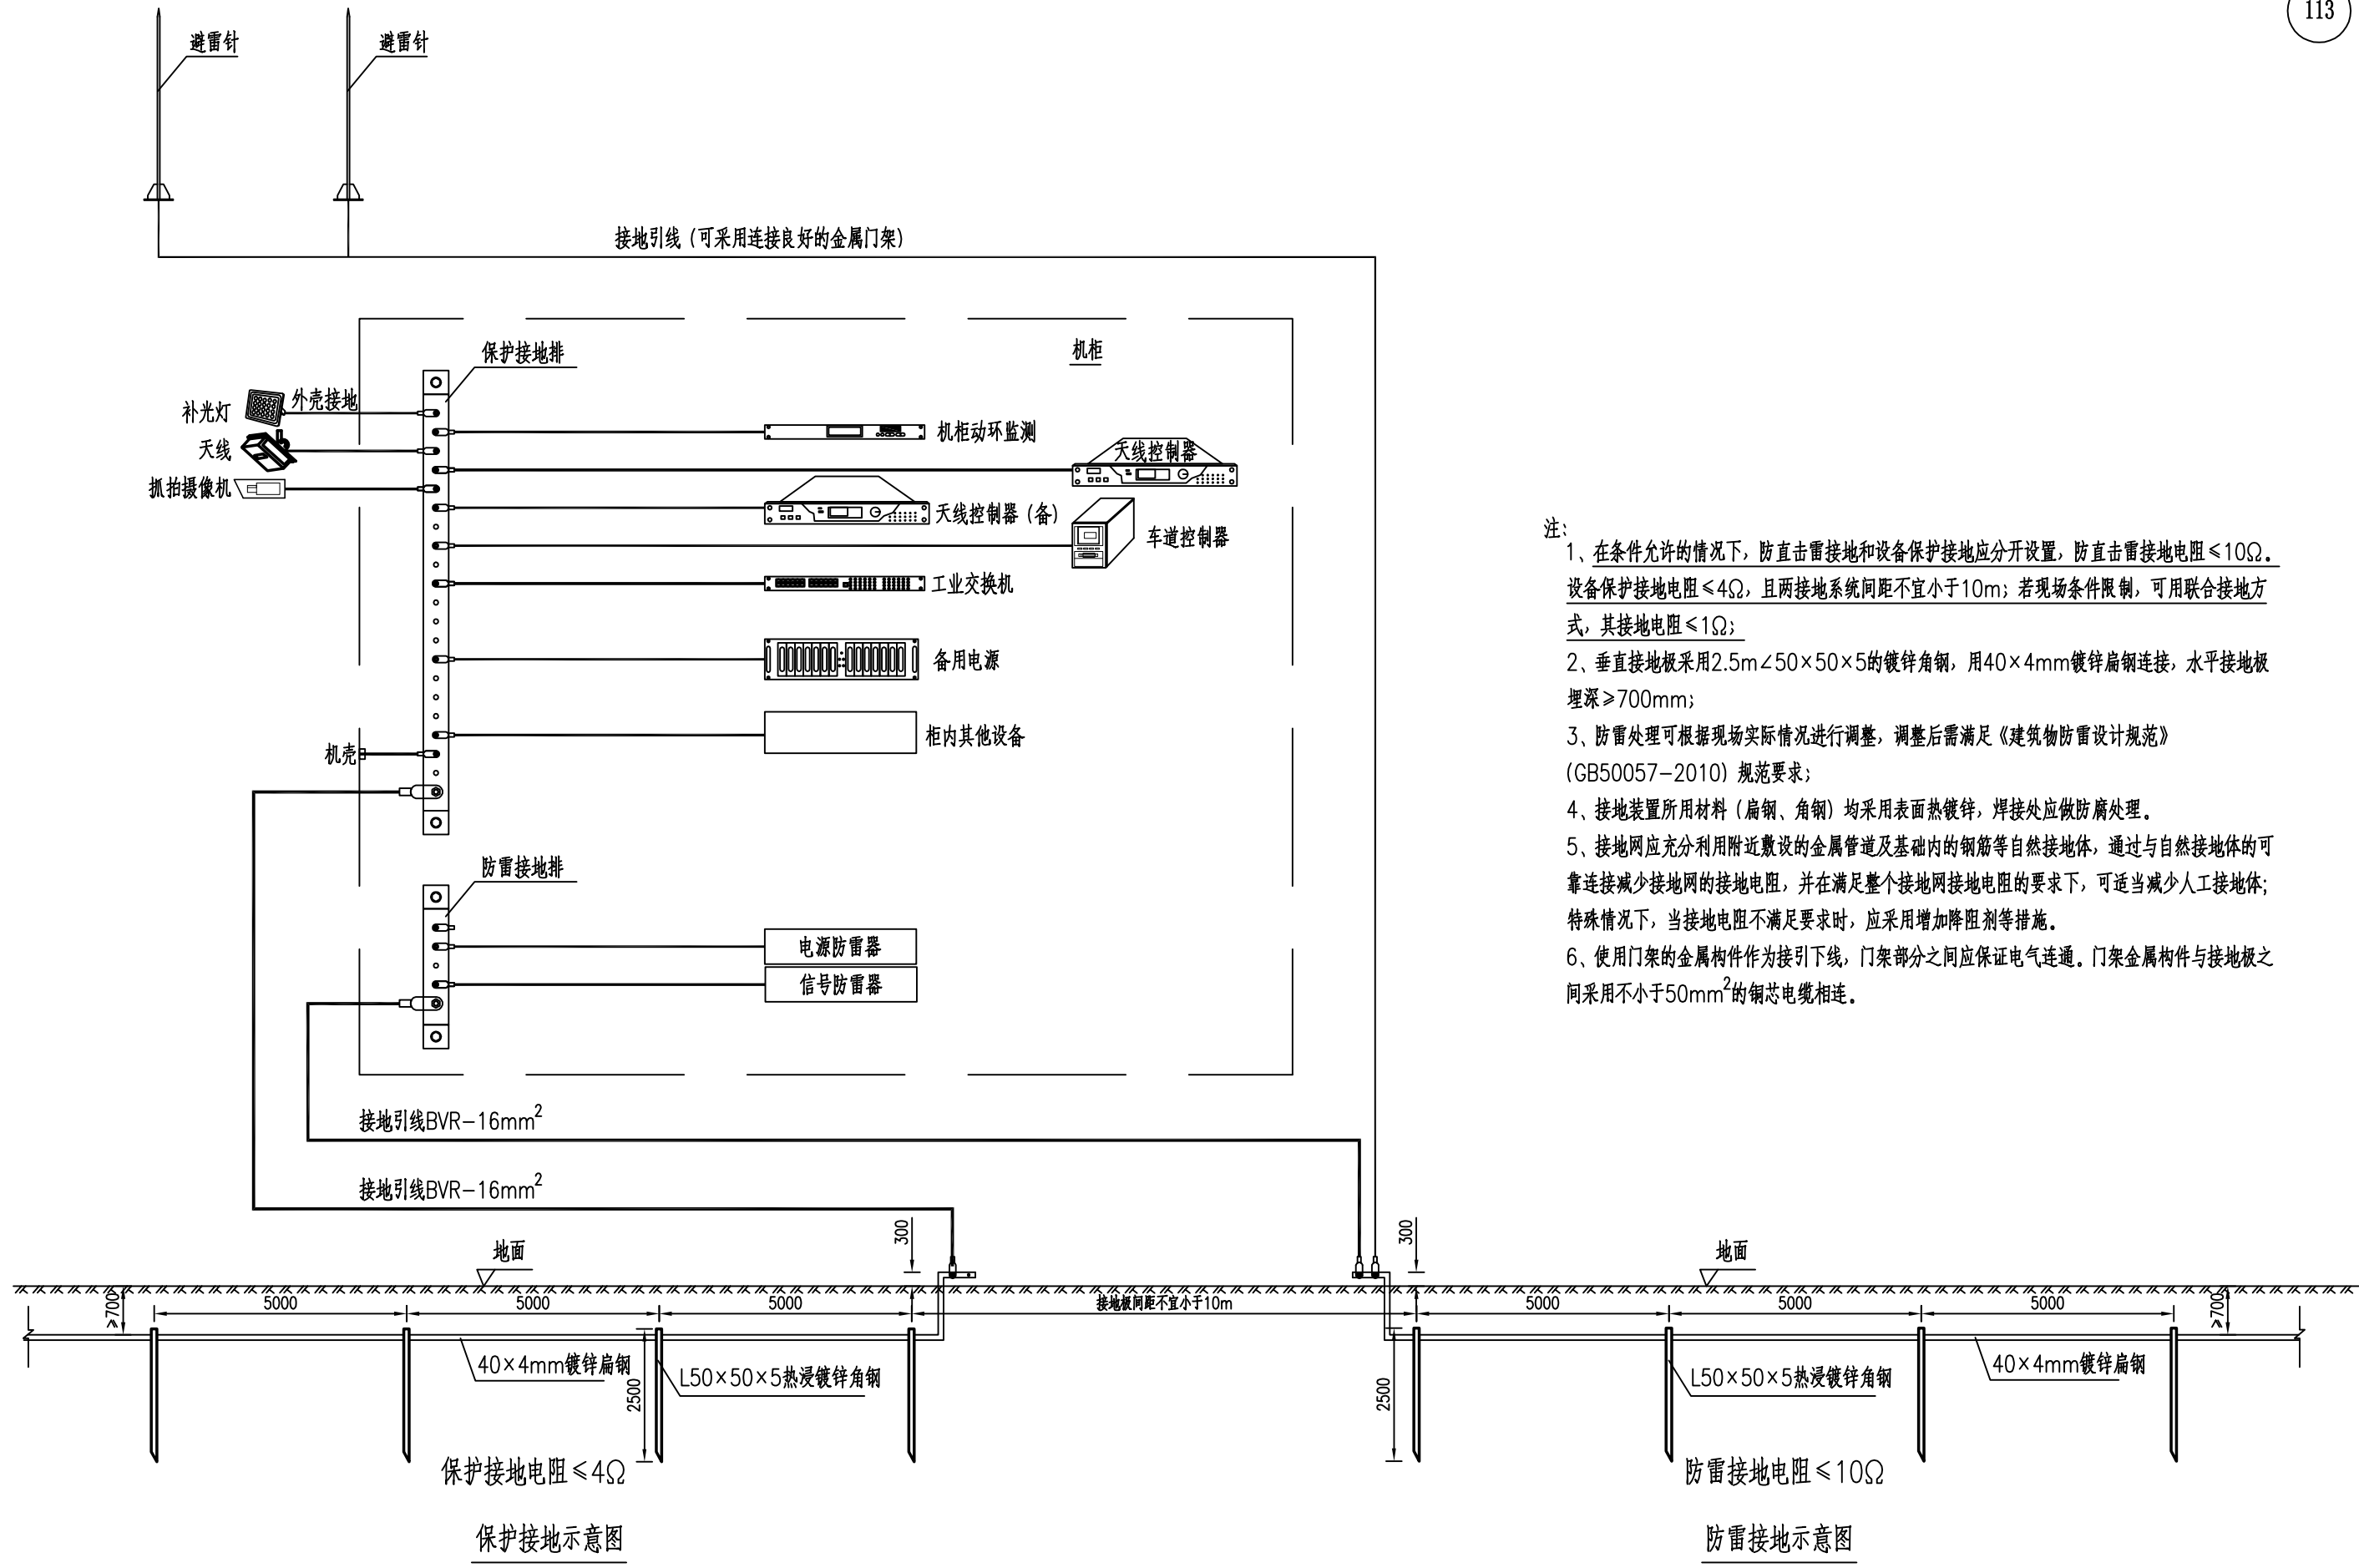 113
避雷针
避雷针
接地引线（可采用连接良好的金属门架）
保护接地排
机柜
外壳接地
补光灯
天线
抓拍摄像机
机柜动环监测
天线控制器
天线控制器（备）
车道控制器
工业交换机
备用电源
柜内其他设备
机壳
防雷接地排
电源防雷器
信号防雷器
接地引线BVR-16mm²
接地引线BVR-16mm²
注：
1、在条件允许的情况下，防直击雷接地和设备保护接地应分开设置，防直击雷接地电阻≤10Ω。
设备保护接地电阻≤4Ω，且两接地系统间距不宜小于10m；若现场条件限制，可用联合接地方
式，其接地电阻≤1Ω；
2、垂直接地极采用2.5m∠50×50×5的镀锌角钢，用40×4mm镀锌扁钢连接，水平接地极
埋深≥700mm；
3、防雷处理可根据现场实际情况进行调整，调整后需满足《建筑物防雷设计规范》
(GB50057-2010) 规范要求；
4、接地装置所用材料（扁钢、角钢）均采用表面热镀锌，焊接处应做防腐处理。
5、接地网应充分利用附近敷设的金属管道及基础内的钢筋等自然接地体，通过与自然接地体的可
靠连接减少接地网的接地电阻，并在满足整个接地网接地电阻的要求下，可适当减少人工接地体；
特殊情况下，当接地电阻不满足要求时，应采用增加降阻剂等措施。
6、使用门架的金属构件作为接引下线，门架部分之间应保证电气连通。门架金属构件与接地极之
间采用不小于50mm²的铜芯电缆相连。
300
300
地面
地面
≥700
5000
5000
5000
接地极间距不宜小于10m
5000
5000
5000
≥700
40×4mm镀锌扁钢
L50×50×5热浸镀锌角钢
2500
2500
L50×50×5热浸镀锌角钢
40×4mm镀锌扁钢
保护接地电阻≤4Ω
防雷接地电阻≤10Ω
保护接地示意图
防雷接地示意图